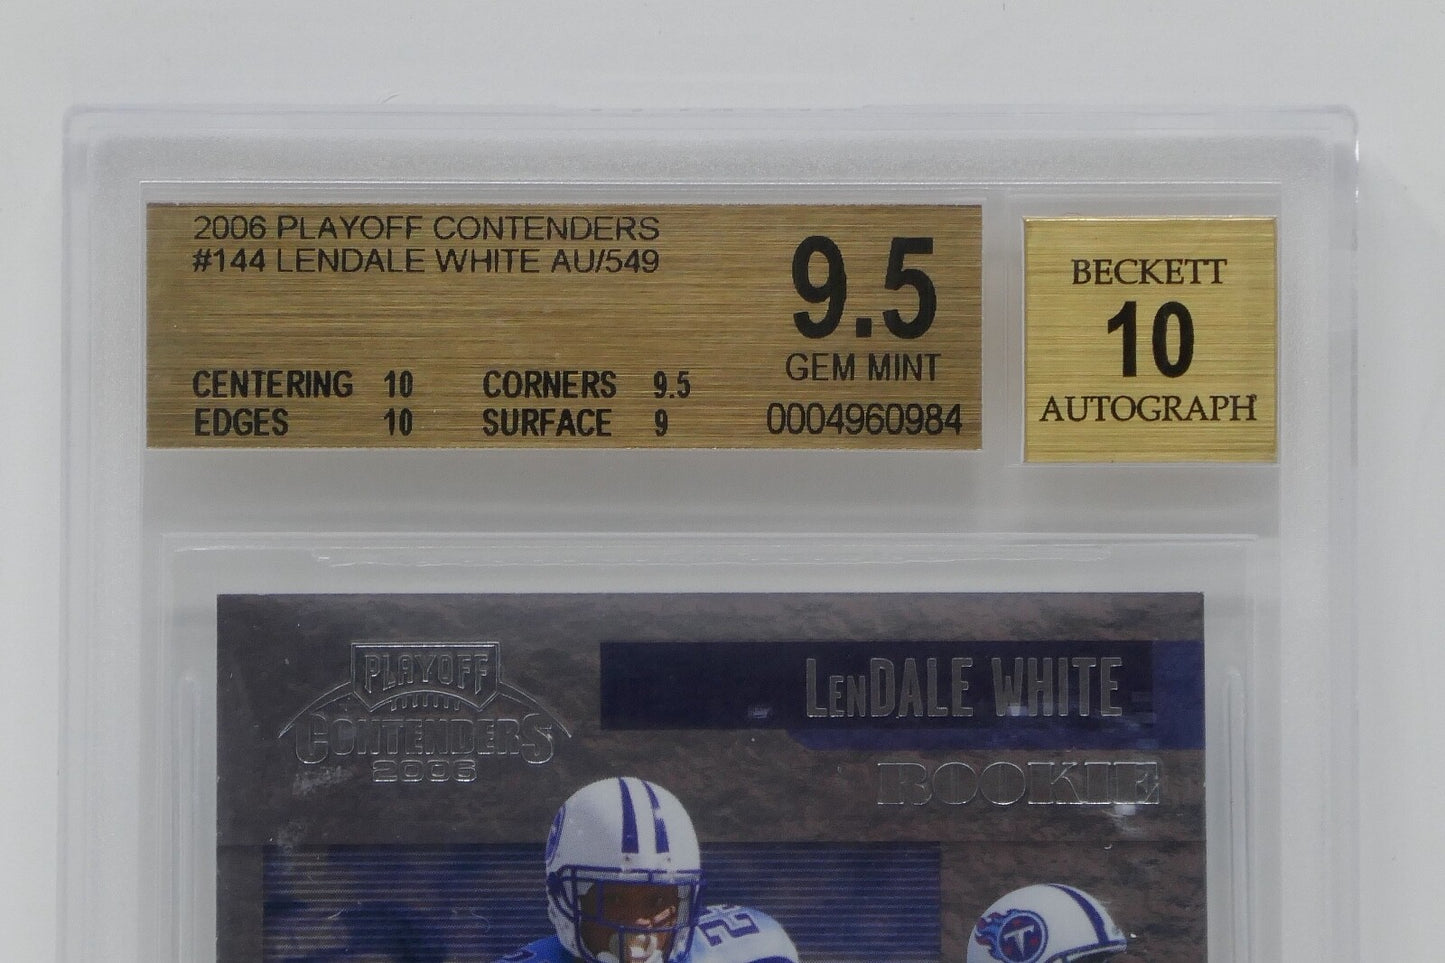 2006 PLAYOFF CONTENDERS
#144 LENDALE WHITE AU/549
9.5
GEM MINT
CENTERING 10 CORNERS 9.5
EDGES 10 SURFACE 9
0004960984
BECKETT
10
AUTOGRAPH
PLAYOFF
CONTENDERS
2006
LENDALE WHITE
ROOKIE
25
T